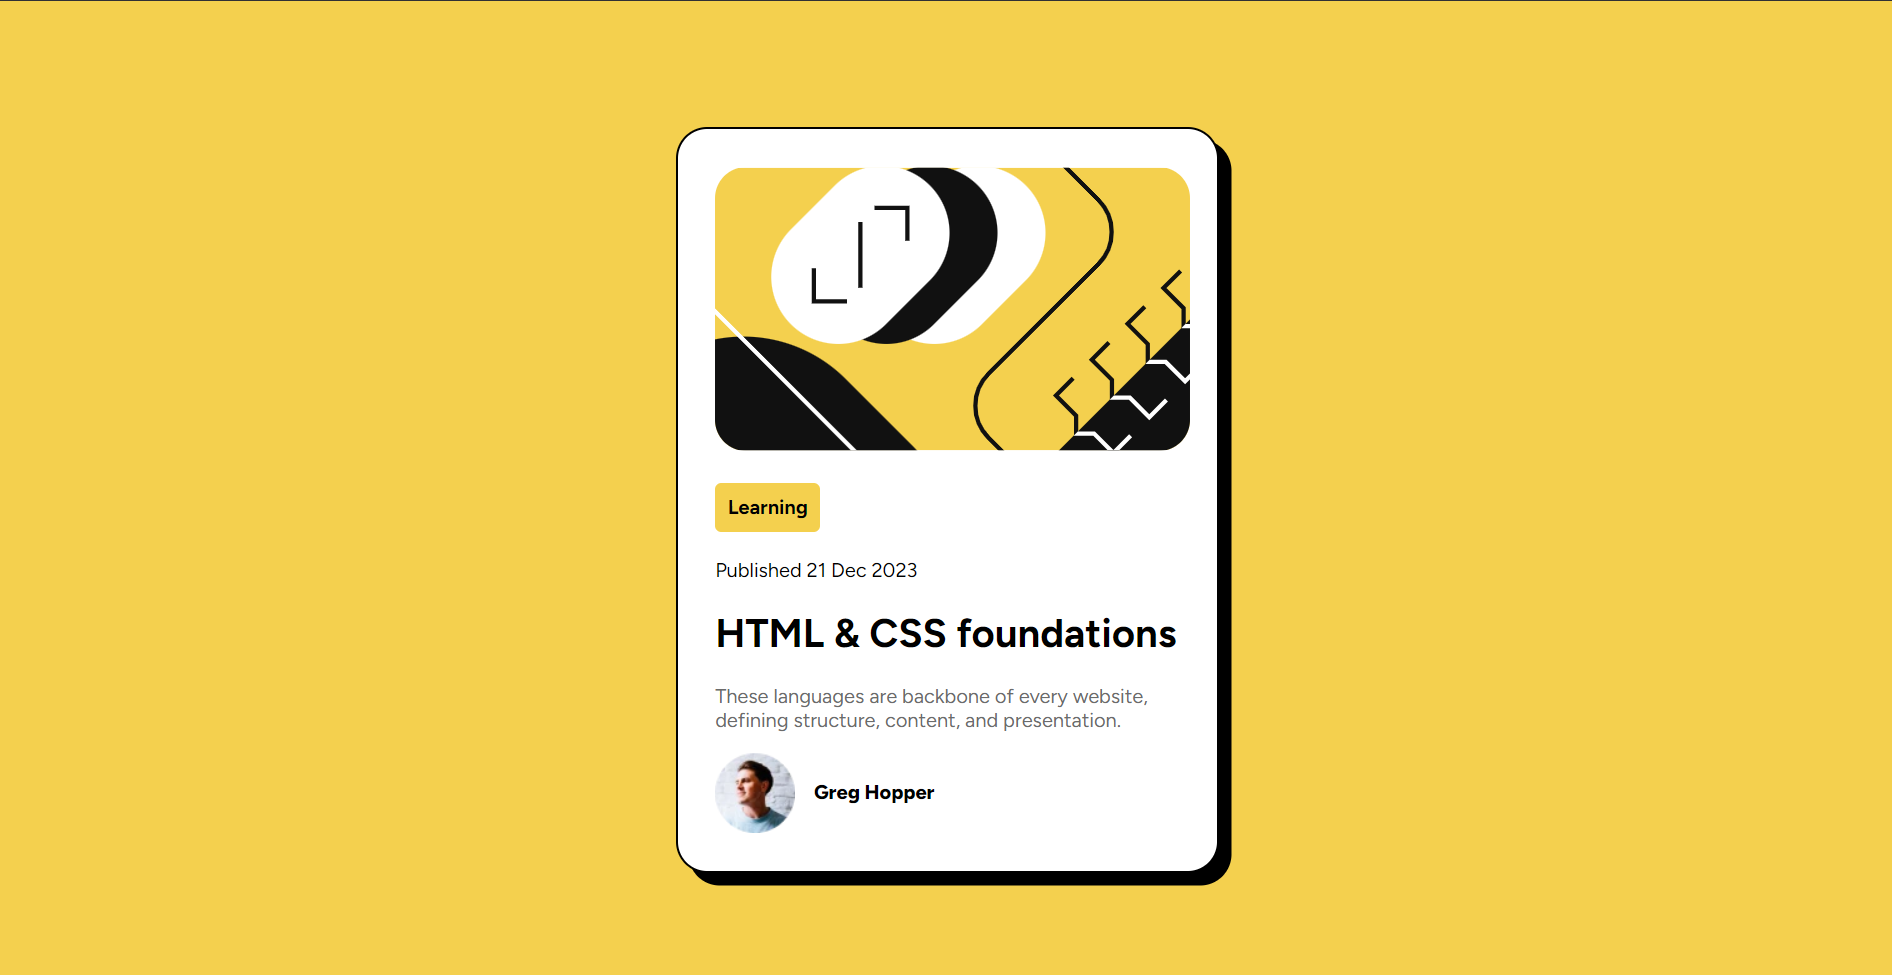 Learning
Published 21 Dec 2023
HTML & CSS foundations
These languages are backbone of every website,
defining structure, content, and presentation.
Greg Hopper